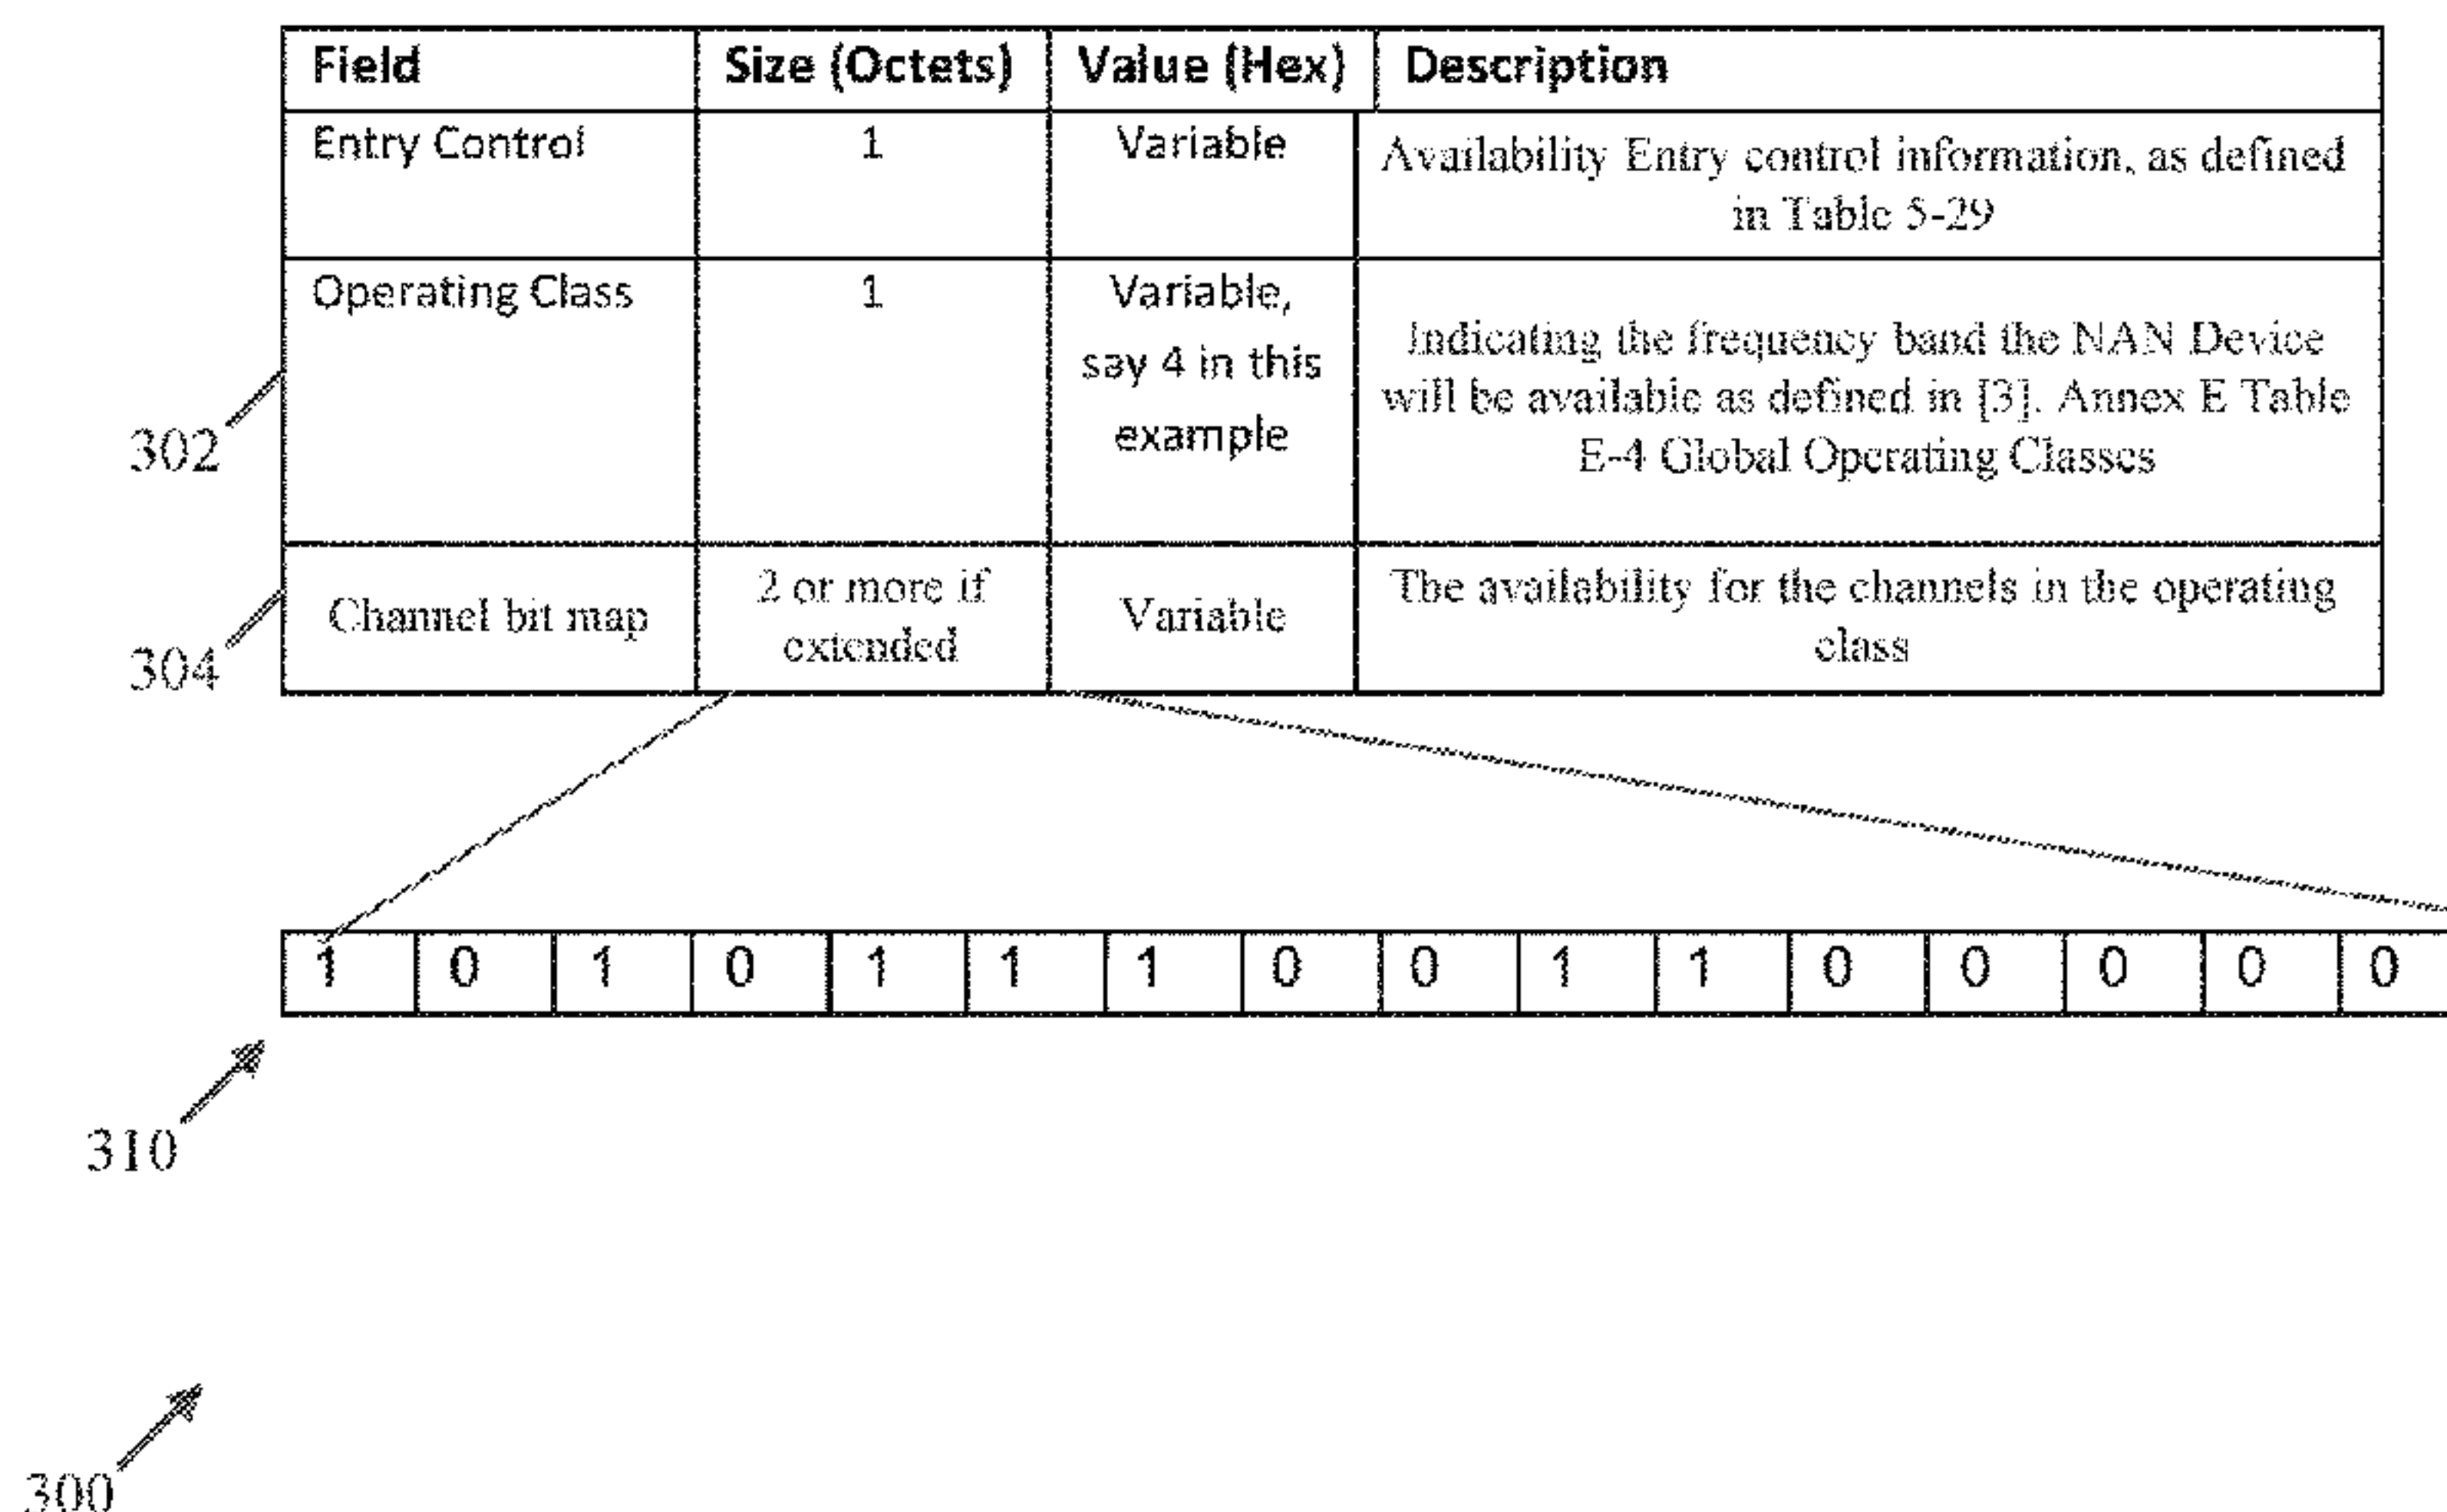 Field Size (Octets) Value (Hex) Description
Entry Control 1 Variable Availability Entry control information, as defined
in Table 5-29
Operating Class 1 Variable,
say 4 in this
example
Indicating the frequency band the NAN Device
will be available as defined in [3]. Annex E Table
E-4 Global Operating Classes
302
Channel bit map 2 or more if
extended
Variable The availability for the channels in the operating
class
304
1 0 1 0 1 1 1 0 0 1 1 0 0 0 0 0
310
300